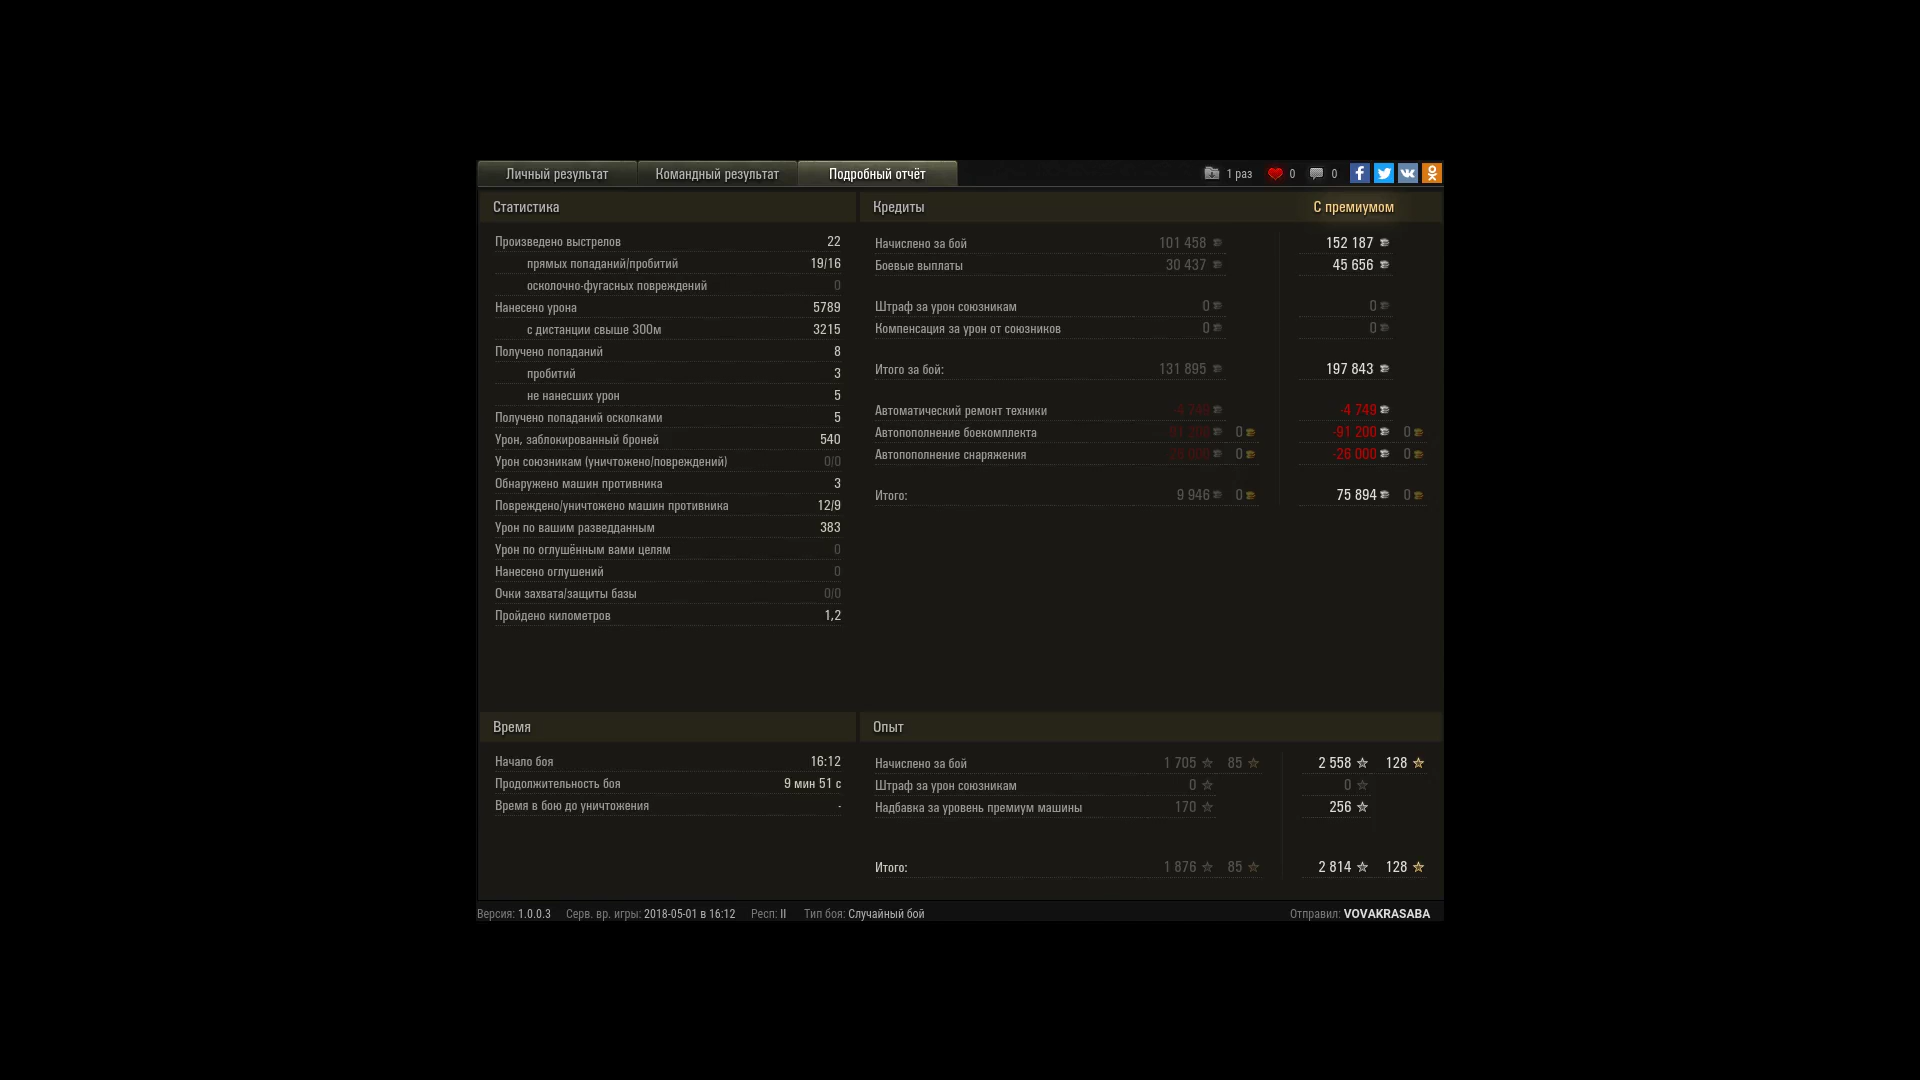 Личный результат Командный результат Подробный отчёт 1 раз 0 0
Статистика
Произведено выстрелов 22
прямых попаданий/пробитий 19/16
осколочно-фугасных повреждений 0
Нанесено урона 5789
с дистанции свыше 300м 3215
Получено попаданий 8
пробитий 3
не нанесших урон 5
Получено попаданий осколками 5
Урон, заблокированный броней 540
Урон союзникам (уничтожено/повреждений) 0/0
Обнаружено машин противника 3
Повреждено/уничтожено машин противника 12/9
Урон по вашим разведданным 383
Урон по оглушённым вами целям 0
Нанесено оглушений 0
Очки захвата/защиты базы 0/0
Пройдено километров 1,2
Кредиты С премиумом
Начислено за бой 101 458 152 187
Боевые выплаты 30 437 45 656
Штраф за урон союзникам 0 0
Компенсация за урон от союзников 0 0
Итого за бой: 131 895 197 843
Автоматический ремонт техники -4 749 -4 749
Автопополнение боекомплекта -91 200 0 -91 200 0
Автопополнение снаряжения -26 000 0 -26 000 0
Итого: 9 946 0 75 894 0
Время
Начало боя 16:12
Продолжительность боя 9 мин 51 с
Время в бою до уничтожения -
Опыт
Начислено за бой 1 705 85 2 558 128
Штраф за урон союзникам 0 0
Надбавка за уровень премиум машины 170 256
Итого: 1 876 85 2 814 128
Версия: 1.0.0.3 Серв. вр. игры: 2018-05-01 в 16:12 Респ: II Тип боя: Случайный бой Отправил: VOVAKRASABA